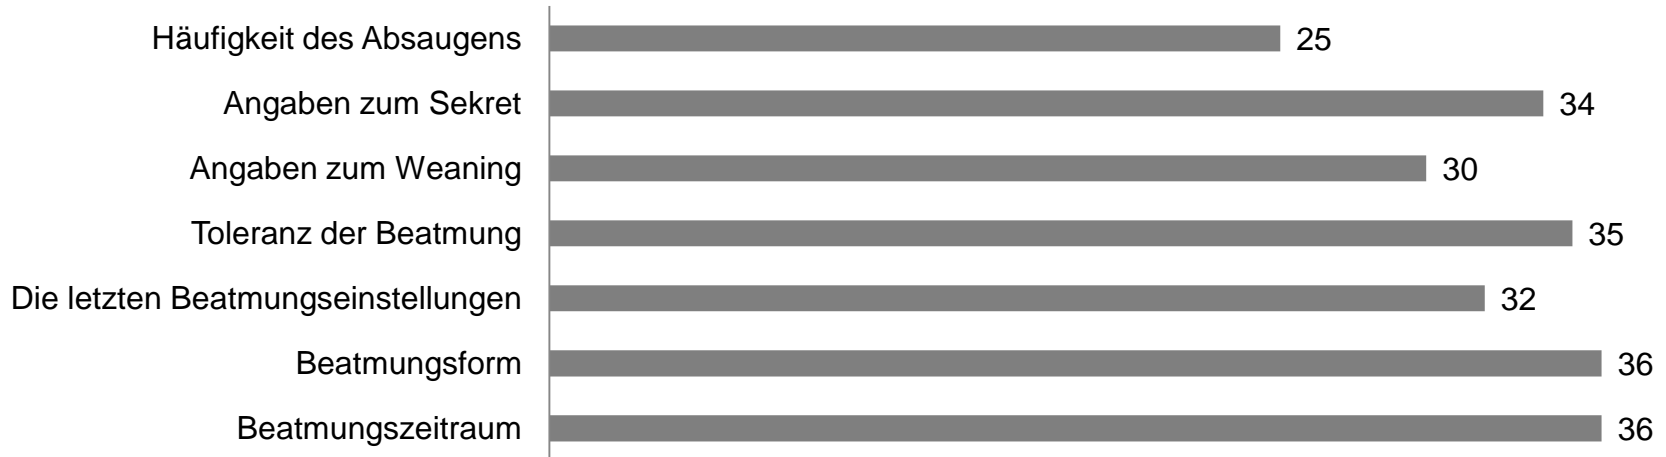 Häufigkeit des Absaugens 25
Angaben zum Sekret 34
Angaben zum Weaning 30
Toleranz der Beatmung 35
Die letzten Beatmungseinstellungen 32
Beatmungsform 36
Beatmungszeitraum 36